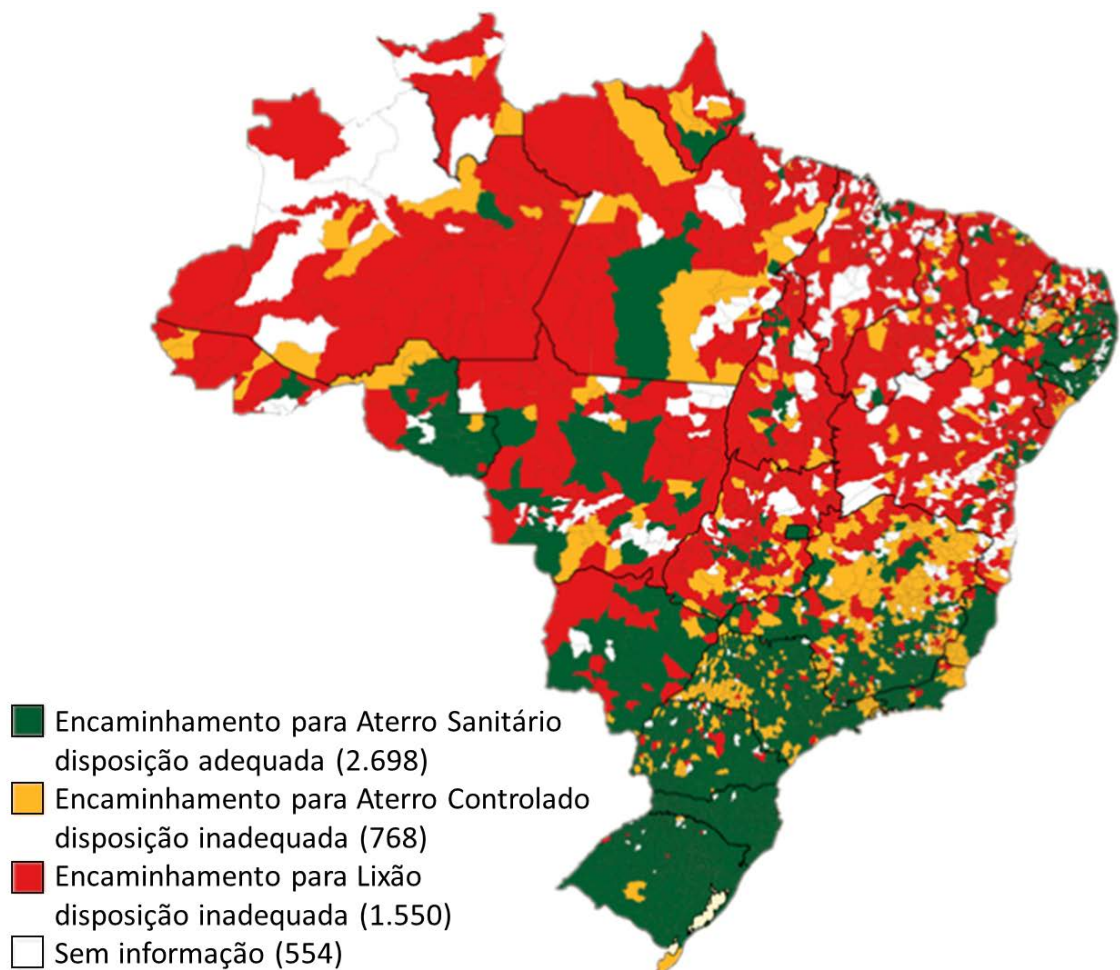 Encaminhamento para Aterro Sanitário
disposição adequada (2.698)
Encaminhamento para Aterro Controlado
disposição inadequada (768)
Encaminhamento para Lixão
disposição inadequada (1.550)
Sem informação (554)